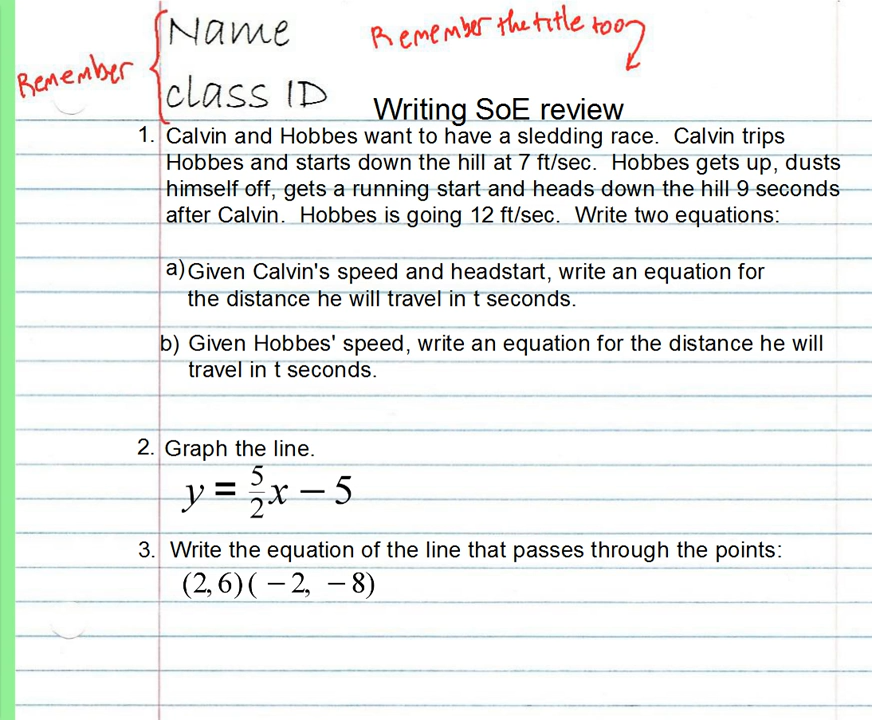 Name
Remember the title too
Remember
class ID
Writing SoE review
1. Calvin and Hobbes want to have a sledding race. Calvin trips
Hobbes and starts down the hill at 7 ft/sec. Hobbes gets up, dusts
himself off, gets a running start and heads down the hill 9 seconds
after Calvin. Hobbes is going 12 ft/sec. Write two equations:
a) Given Calvin's speed and headstart, write an equation for
the distance he will travel in t seconds.
b) Given Hobbes' speed, write an equation for the distance he will
travel in t seconds.
2. Graph the line.
y = 5/2 x − 5
3. Write the equation of the line that passes through the points:
(2, 6)( − 2, − 8)